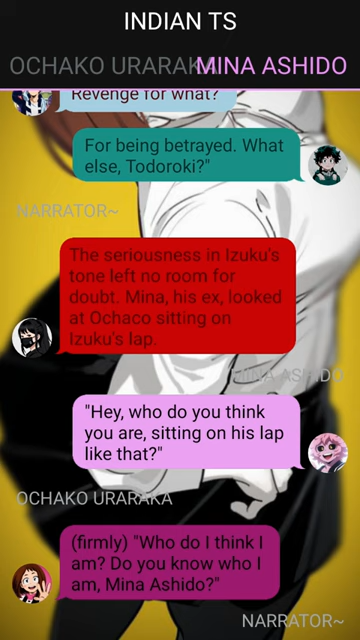 INDIAN TS
OCHAKO URARAKA MINA ASHIDO
Revenge for what?
For being betrayed. What
else, Todoroki?"
NARRATOR~
The seriousness in Izuku's
tone left no room for
doubt. Mina, his ex, looked
at Ochaco sitting on
Izuku's lap.
MINA ASHIDO
"Hey, who do you think
you are, sitting on his lap
like that?"
OCHAKO URARAKA
(firmly) "Who do I think I
am? Do you know who I
am, Mina Ashido?"
NARRATOR~